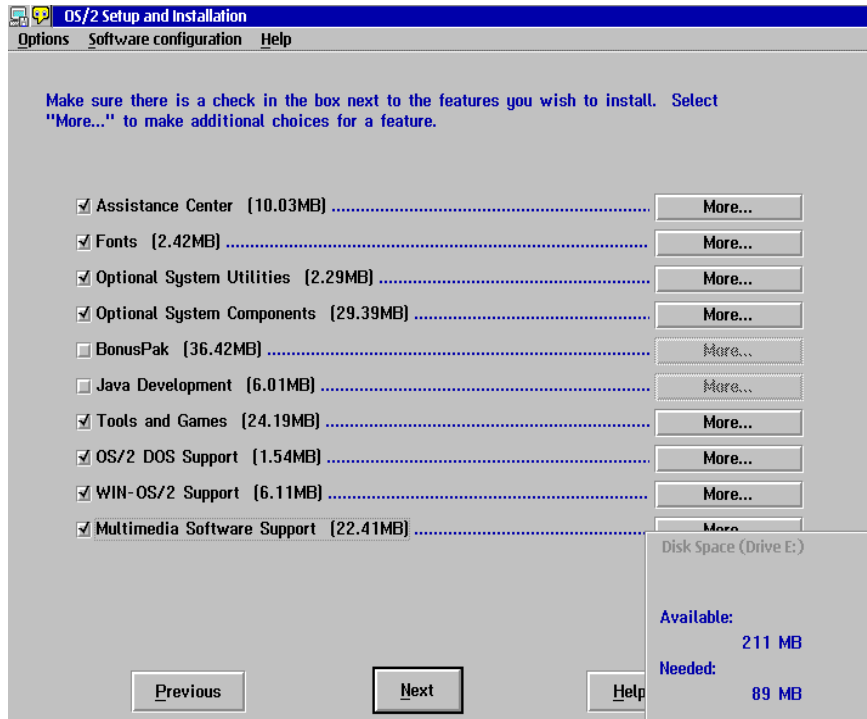 OS/2 Setup and Installation
Options Software configuration Help
Make sure there is a check in the box next to the features you wish to install. Select
"More..." to make additional choices for a feature.
Assistance Center (10.03MB) More...
Fonts (2.42MB) More...
Optional System Utilities (2.29MB) More...
Optional System Components (29.39MB) More...
BonusPak (36.42MB) More...
Java Development (6.01MB) More...
Tools and Games (24.19MB) More...
OS/2 DOS Support (1.54MB) More...
WIN-OS/2 Support (6.11MB) More...
Multimedia Software Support (22.41MB) More
Disk Space (Drive E:)
Available:
211 MB
Needed:
89 MB
Previous Next Help